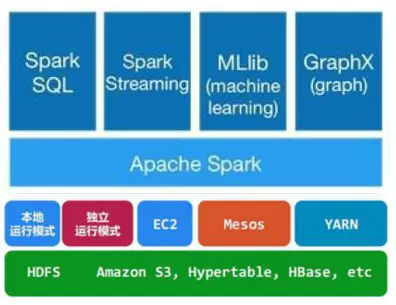 Spark
SQL
Spark
Streaming
MLlib
(machine
learning)
GraphX
(graph)
Apache Spark
本地
运行模式
独立
运行模式
EC2
Mesos
YARN
HDFS Amazon S3, Hypertable, HBase, etc